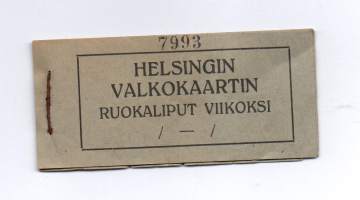 7993
HELSINGIN
VALKOKAARTIN
RUOKALIPUT VIIKOKSI
/ — /